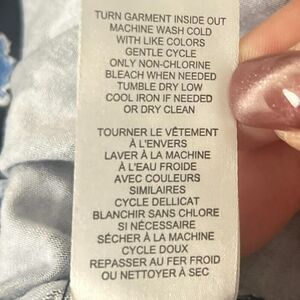 TURN GARMENT INSIDE OUT
MACHINE WASH COLD
WITH LIKE COLORS
GENTLE CYCLE
ONLY NON-CHLORINE
BLEACH WHEN NEEDED
TUMBLE DRY LOW
COOL IRON IF NEEDED
OR DRY CLEAN
TOURNER LE VÊTEMENT
À L'ENVERS
LAVER À LA MACHINE
À L'EAU FROIDE
AVEC COULEURS
SIMILAIRES
CYCLE DELLICAT
BLANCHIR SANS CHLORE
SI NÉCESSAIRE
SÉCHER À LA MACHINE
CYCLE DOUX
REPASSER AU FER FROID
OU NETTOYER À SEC